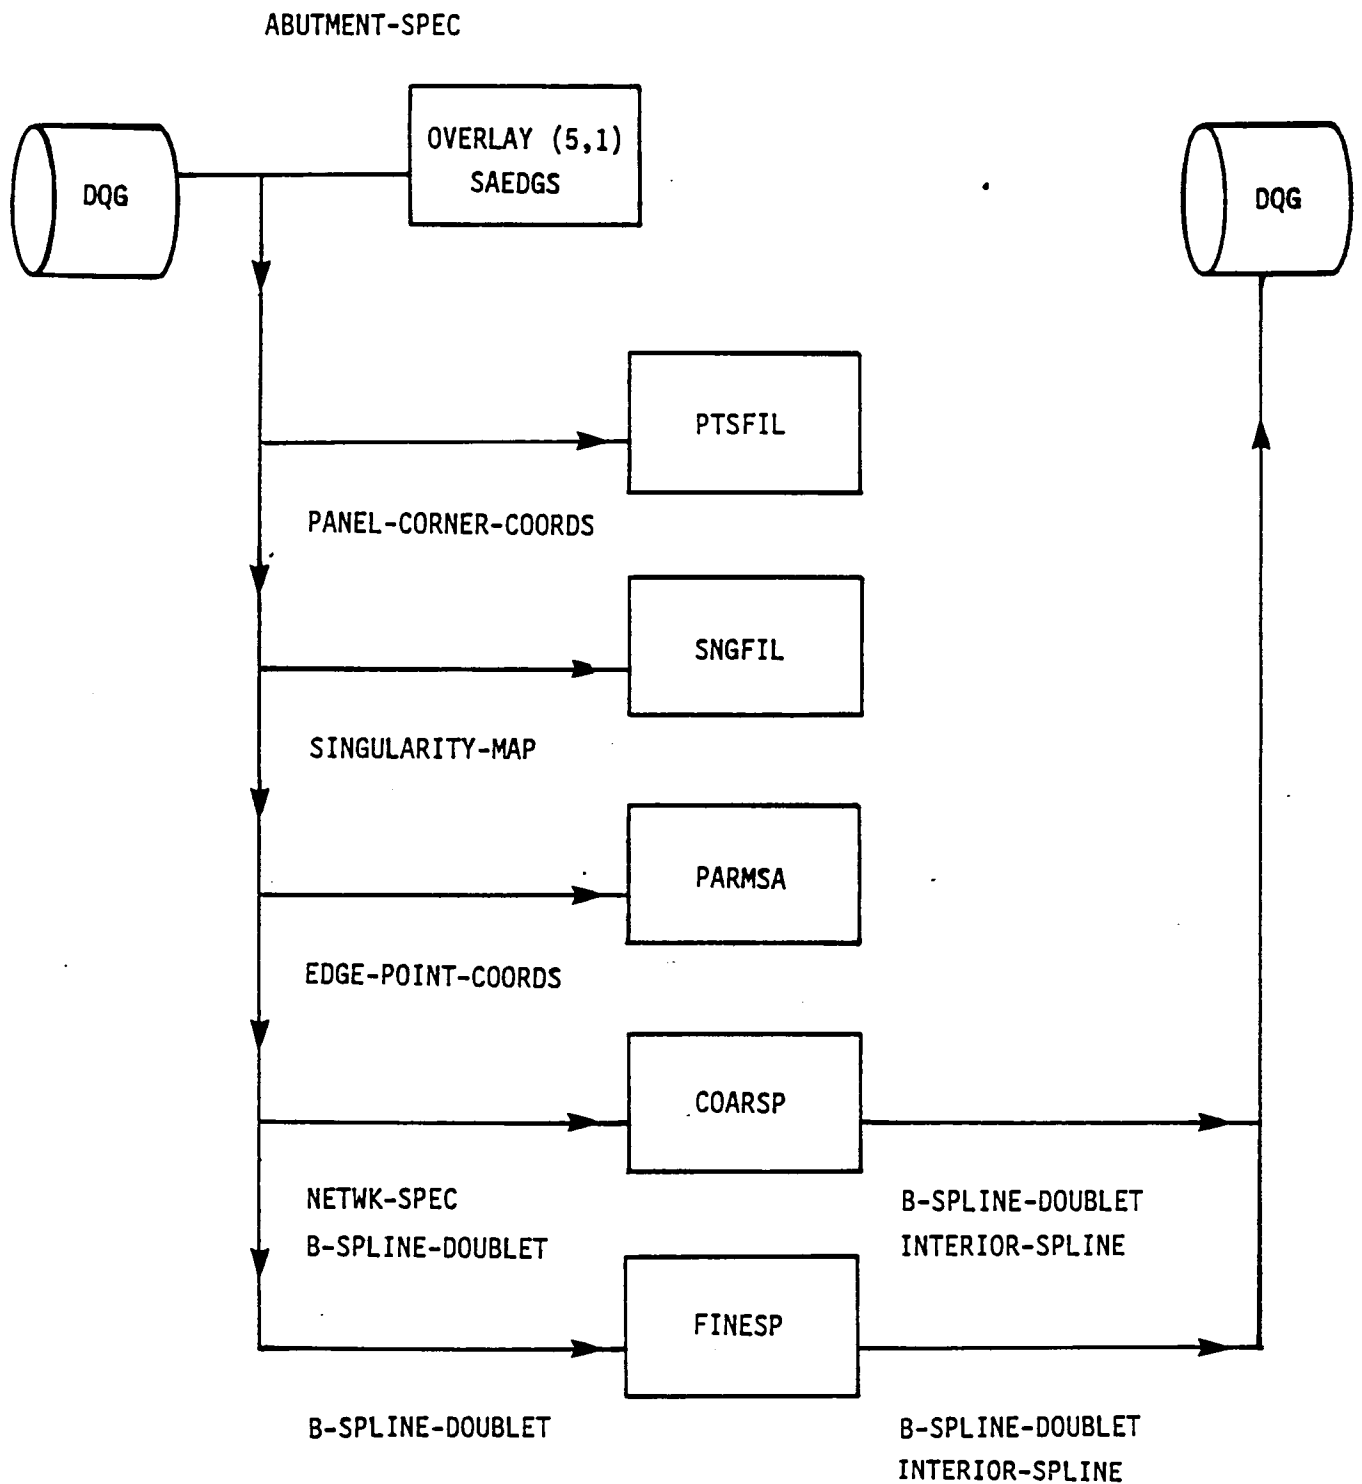 ABUTMENT-SPEC
OVERLAY (5,1)
SAEDGS
DQG
DQG
PTSFIL
PANEL-CORNER-COORDS
SNGFIL
SINGULARITY-MAP
PARMSA
EDGE-POINT-COORDS
COARSP
NETWK-SPEC
B-SPLINE-DOUBLET
B-SPLINE-DOUBLET
INTERIOR-SPLINE
FINESP
B-SPLINE-DOUBLET
B-SPLINE-DOUBLET
INTERIOR-SPLINE